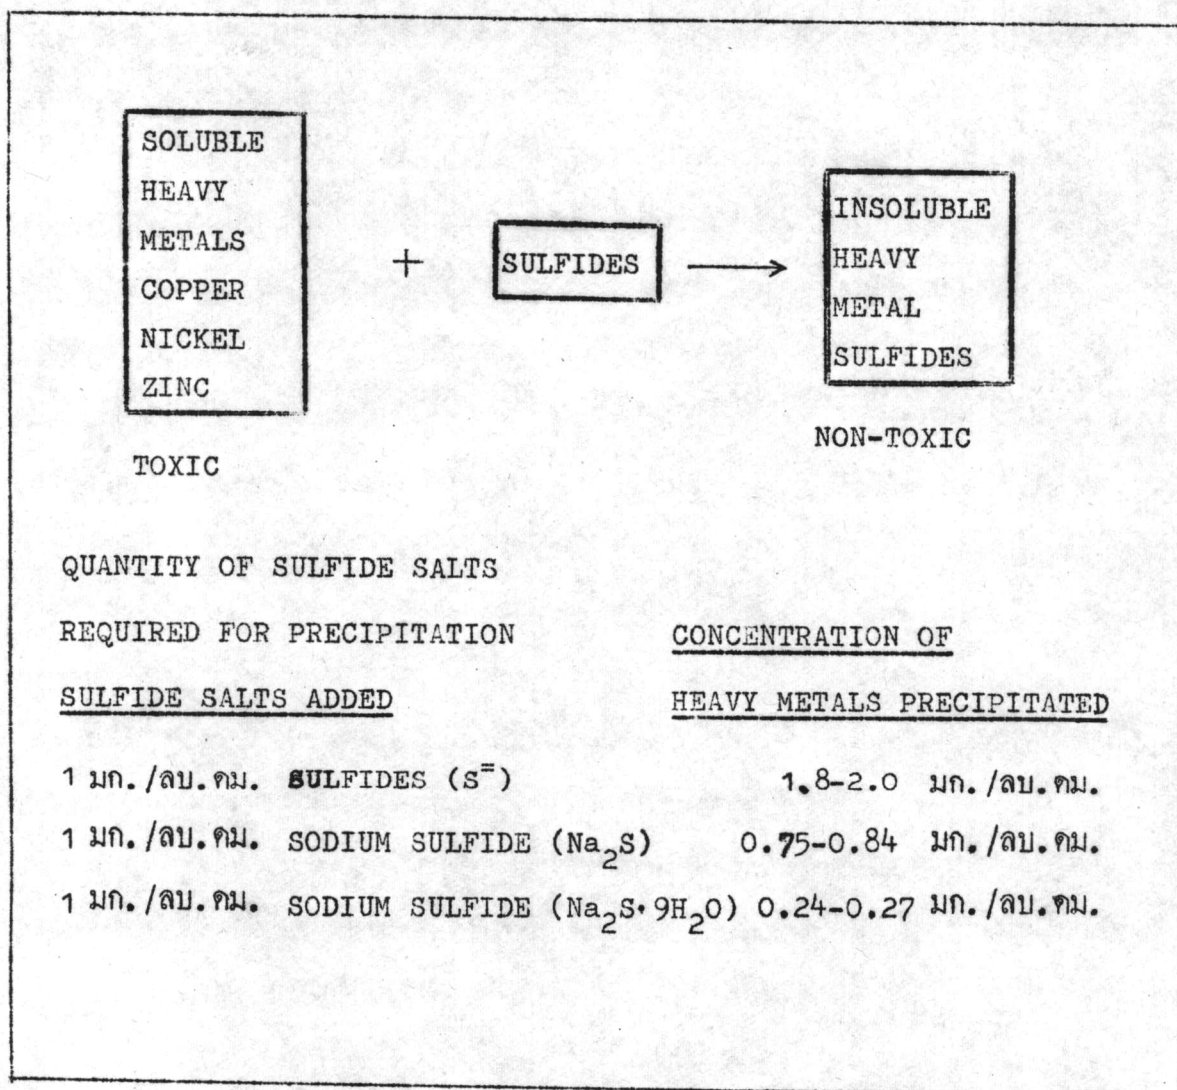 SOLUBLE
HEAVY
METALS
COPPER
NICKEL
ZINC
TOXIC
+
SULFIDES
→
INSOLUBLE
HEAVY
METAL
SULFIDES
NON-TOXIC
QUANTITY OF SULFIDE SALTS
REQUIRED FOR PRECIPITATION
SULFIDE SALTS ADDED
CONCENTRATION OF
HEAVY METALS PRECIPITATED
1 มก./ลบ.ดม. SULFIDES (S⁼) 1.8-2.0 มก./ลบ.ดม.
1 มก./ลบ.ดม. SODIUM SULFIDE (Na₂S) 0.75-0.84 มก./ลบ.ดม.
1 มก./ลบ.ดม. SODIUM SULFIDE (Na₂S·9H₂O) 0.24-0.27 มก./ลบ.ดม.